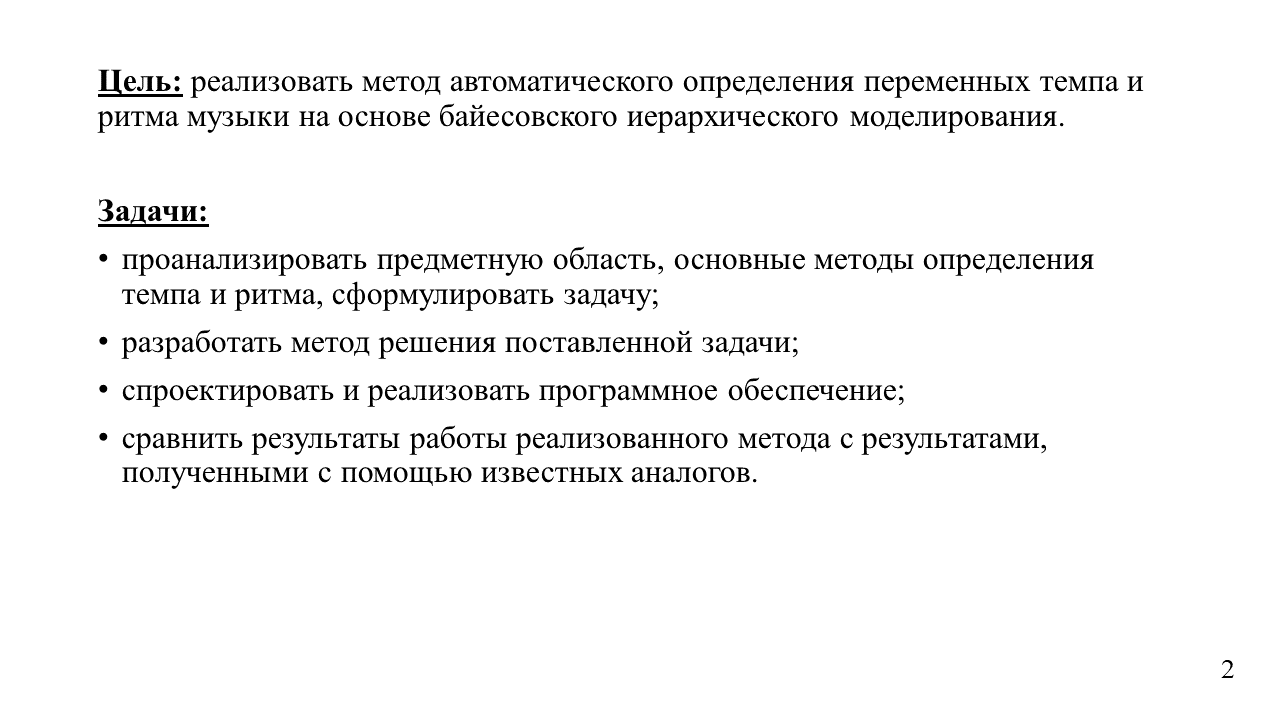 Цель: реализовать метод автоматического определения переменных темпа и
ритма музыки на основе байесовского иерархического моделирования.
Задачи:
• проанализировать предметную область, основные методы определения
темпа и ритма, сформулировать задачу;
• разработать метод решения поставленной задачи;
• спроектировать и реализовать программное обеспечение;
• сравнить результаты работы реализованного метода с результатами,
полученными с помощью известных аналогов.
2